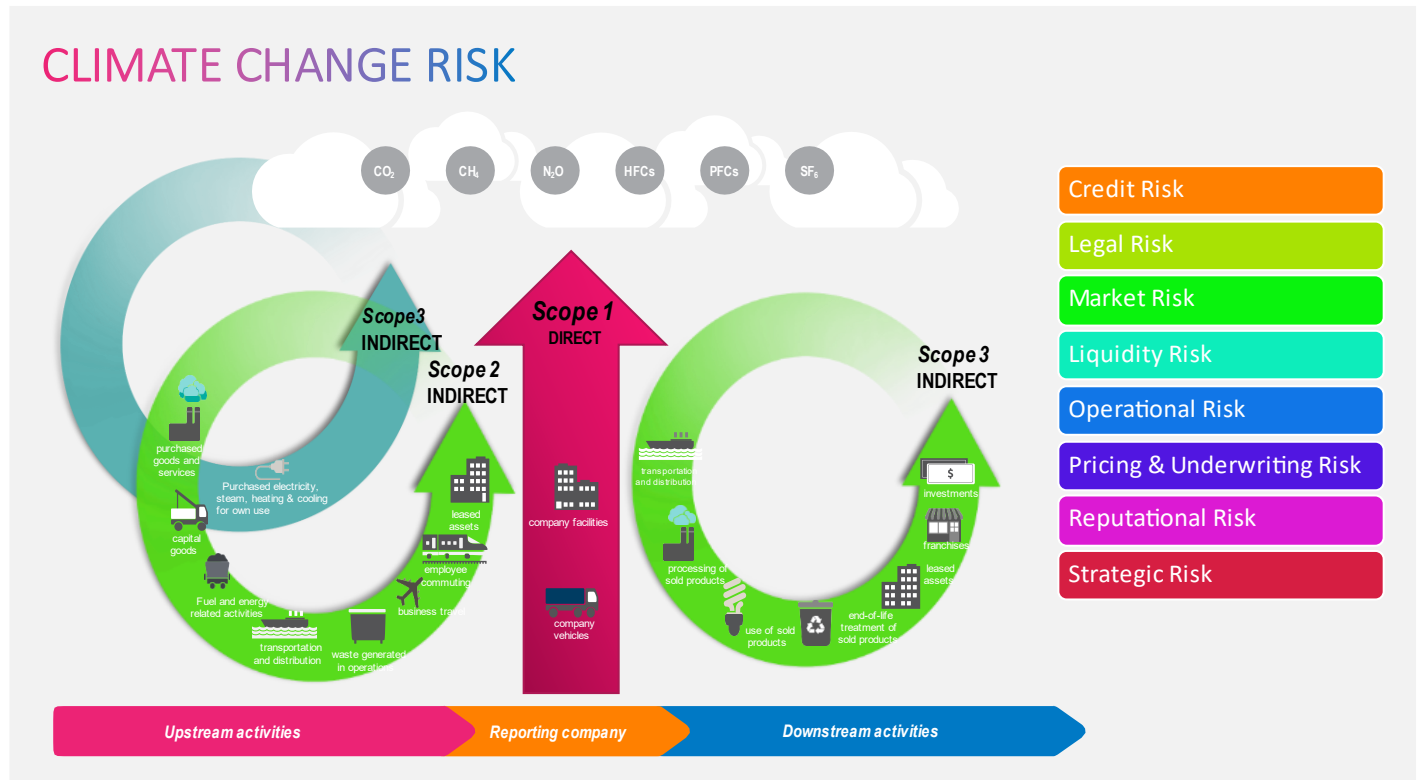 CLIMATE CHANGE RISK
CO₂
CH₄
N₂O
HFCs
PFCs
SF₆
Scope3
INDIRECT
Scope 2
INDIRECT
Scope 1
DIRECT
Scope 3
INDIRECT
purchased
goods and
services
Purchased electricity,
steam, heating & cooling
for own use
capital
goods
Fuel and energy
related activities
transportation
and distribution
waste generated
in operations
business travel
employee
commuting
leased
assets
company facilities
company
vehicles
transportation
and distribution
processing of
sold products
use of sold
products
end-of-life
treatment of
sold products
leased
assets
franchises
$
investments
Upstream activities
Reporting company
Downstream activities
Credit Risk
Legal Risk
Market Risk
Liquidity Risk
Operational Risk
Pricing & Underwriting Risk
Reputational Risk
Strategic Risk